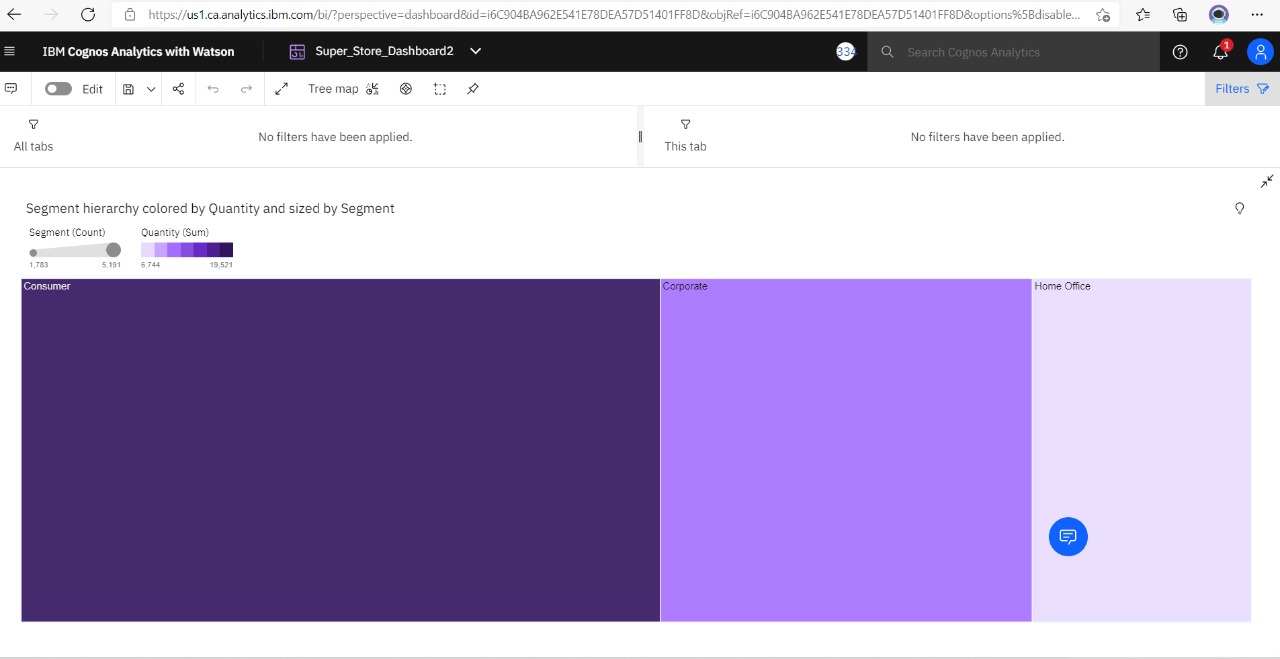 https://us1.ca.analytics.ibm.com/bi/?perspective=dashboard&id=i6C904BA962E541E78DEA57D51401FF8D&objRef=i6C904BA962E541E78DEA57D51401FF8D&options%5Bdisable...
IBM Cognos Analytics with Watson
Super_Store_Dashboard2
334
Search Cognos Analytics
1
Edit
Tree map
Filters
All tabs
No filters have been applied.
This tab
No filters have been applied.
Segment hierarchy colored by Quantity and sized by Segment
Segment (Count)
Quantity (Sum)
1,783
5,191
6,744
19,521
Consumer
Corporate
Home Office